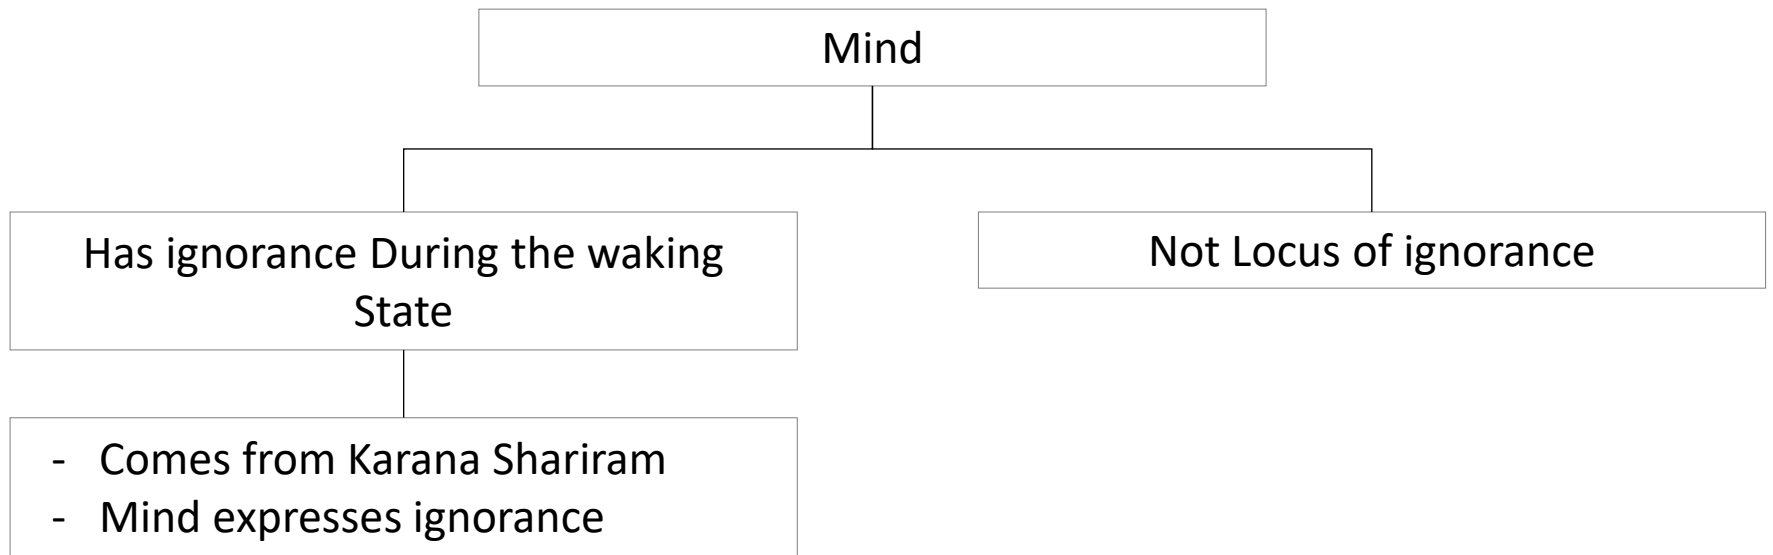 Mind
Has ignorance During the waking
State
Not Locus of ignorance
- Comes from Karana Shariram
- Mind expresses ignorance